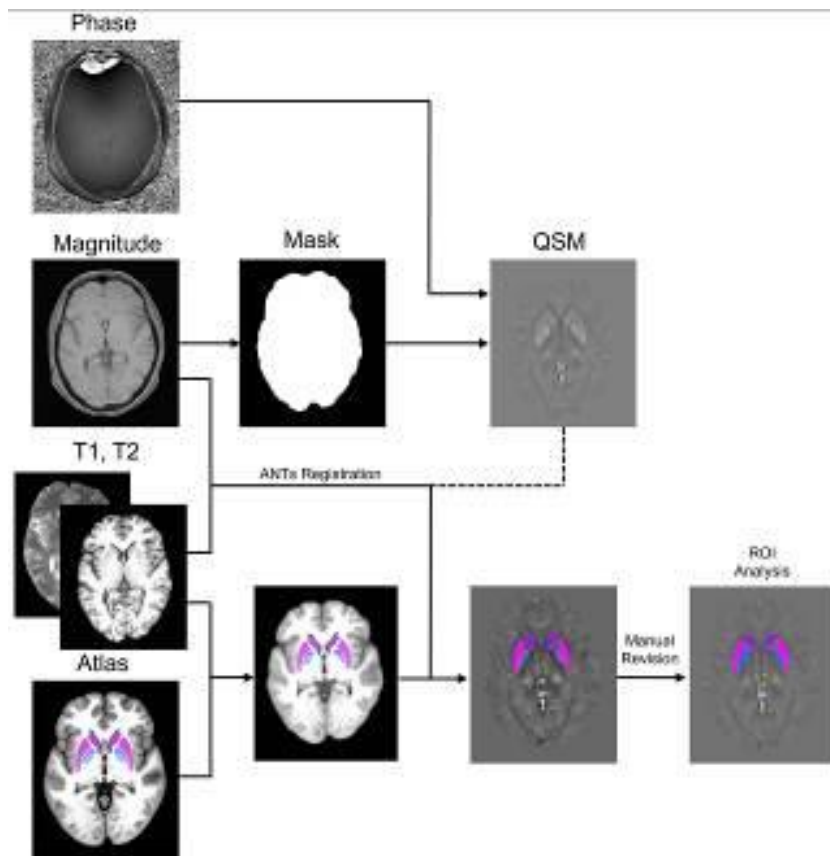 Phase
Magnitude
Mask
QSM
T1, T2
ANTs Registration
ROI
Analysis
Manual
Revision
Atlas